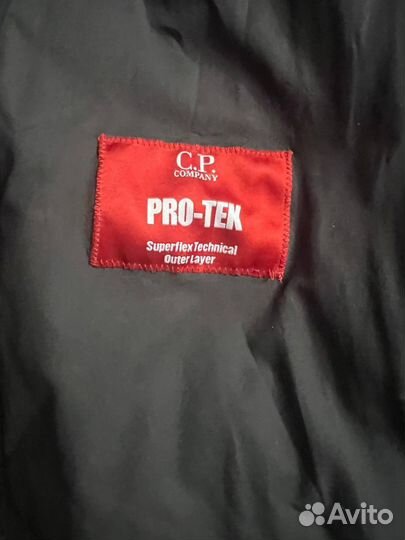 C.P.
COMPANY
PRO-TEK
Superflex Technical
Outer Layer
Avito